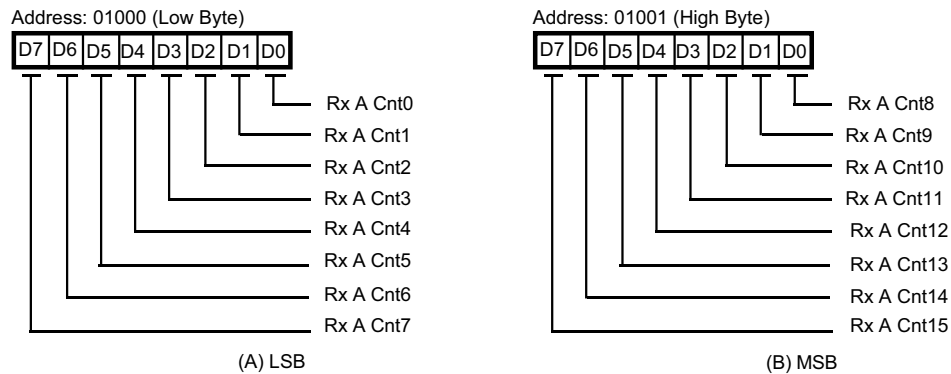 Address: 01000 (Low Byte)
D7 D6 D5 D4 D3 D2 D1 D0
Rx A Cnt0
Rx A Cnt1
Rx A Cnt2
Rx A Cnt3
Rx A Cnt4
Rx A Cnt5
Rx A Cnt6
Rx A Cnt7
(A) LSB
Address: 01001 (High Byte)
D7 D6 D5 D4 D3 D2 D1 D0
Rx A Cnt8
Rx A Cnt9
Rx A Cnt10
Rx A Cnt11
Rx A Cnt12
Rx A Cnt13
Rx A Cnt14
Rx A Cnt15
(B) MSB